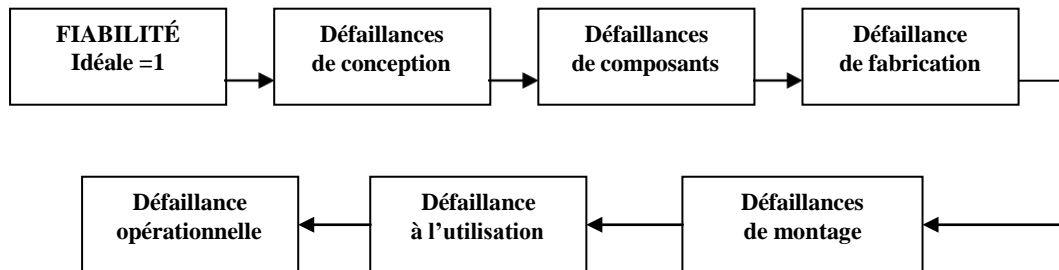 FIABILITÉ
Idéale =1
Défaillances
de conception
Défaillances
de composants
Défaillance
de fabrication
Défaillances
de montage
Défaillance
à l’utilisation
Défaillance
opérationnelle